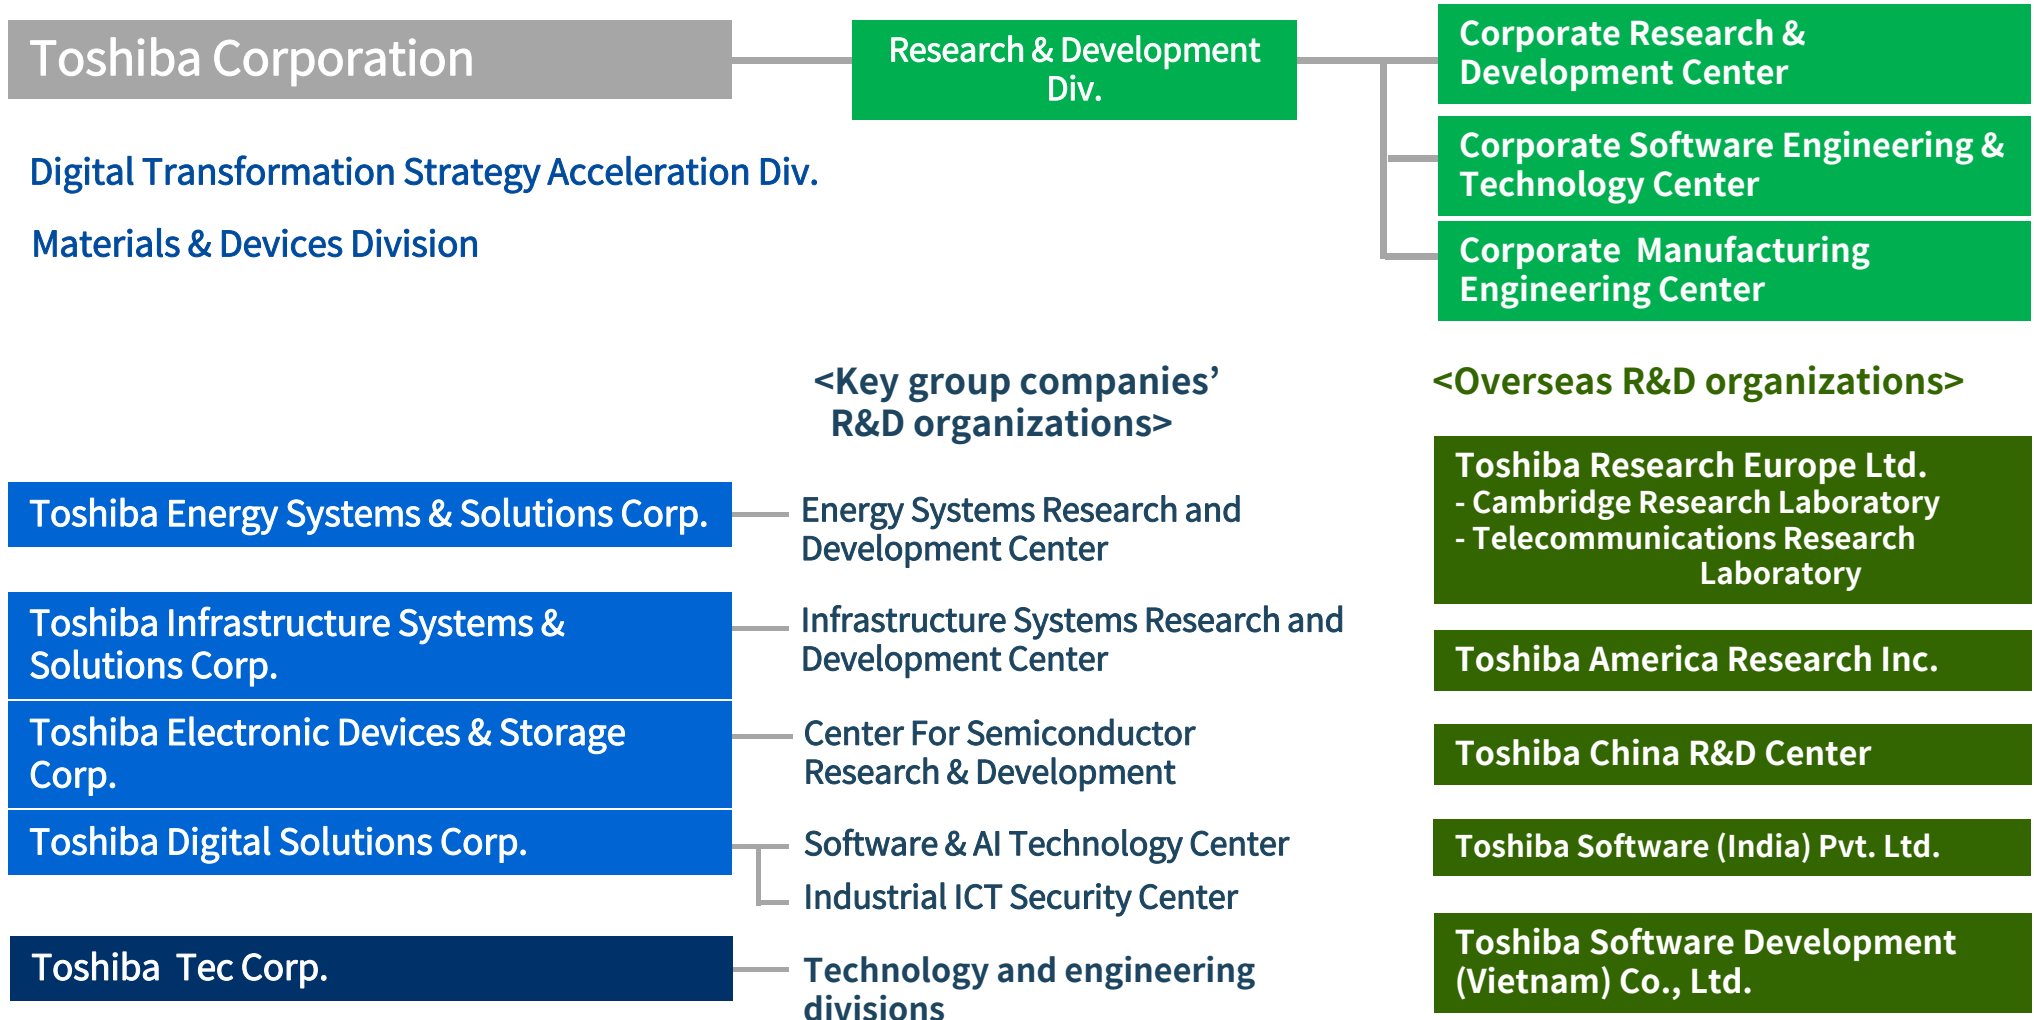 Toshiba Corporation
Research & Development
Div.
Corporate Research &
Development Center
Corporate Software Engineering &
Technology Center
Corporate Manufacturing
Engineering Center
Digital Transformation Strategy Acceleration Div.
Materials & Devices Division
<Key group companies’
R&D organizations>
Toshiba Energy Systems & Solutions Corp.
Energy Systems Research and
Development Center
Toshiba Infrastructure Systems &
Solutions Corp.
Infrastructure Systems Research and
Development Center
Toshiba Electronic Devices & Storage
Corp.
Center For Semiconductor
Research & Development
Toshiba Digital Solutions Corp.
Software & AI Technology Center
Industrial ICT Security Center
Toshiba Tec Corp.
Technology and engineering
divisions
<Overseas R&D organizations>
Toshiba Research Europe Ltd.
- Cambridge Research Laboratory
- Telecommunications Research
Laboratory
Toshiba America Research Inc.
Toshiba China R&D Center
Toshiba Software (India) Pvt. Ltd.
Toshiba Software Development
(Vietnam) Co., Ltd.